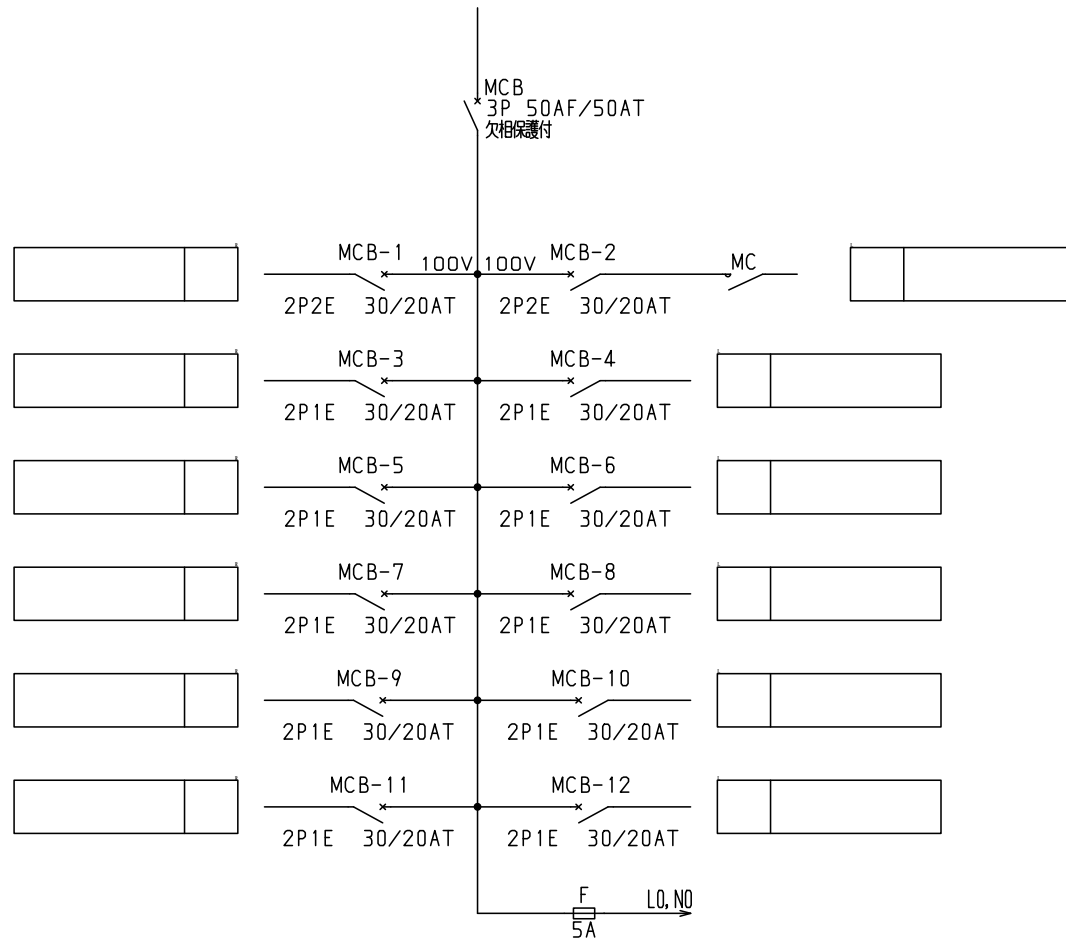 MCB
3P 50AF/50AT
欠相保護付
MCB-1
100V
100V
MCB-2
MC
2P2E 30/20AT
2P2E 30/20AT
MCB-3
MCB-4
2P1E 30/20AT
2P1E 30/20AT
MCB-5
MCB-6
2P1E 30/20AT
2P1E 30/20AT
MCB-7
MCB-8
2P1E 30/20AT
2P1E 30/20AT
MCB-9
MCB-10
2P1E 30/20AT
2P1E 30/20AT
MCB-11
MCB-12
2P1E 30/20AT
2P1E 30/20AT
F
L0,N0
5A